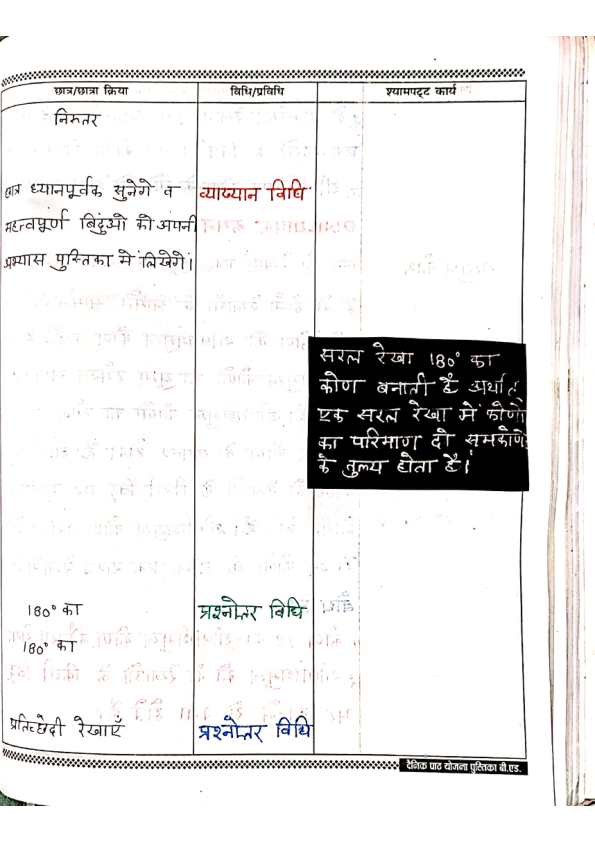 छात्र/छात्रा क्रिया
विधि/प्रविधि
श्यामपट्ट कार्य
निरूतर
छात्र ध्यानपूर्वक सुनेगे व
व्याख्यान विधि
महत्वपूर्ण बिंदुओ को अपनी
अभ्यास पुस्तिका में लिखेगें।
सरल रेखा 180° का
कोण बनाती है अर्थात्
एक सरल रेखा में कोणो
का परिमाण दो समकोणो
के तुल्य होता है।
180° का
प्रश्नोतर विधि
180° का
प्रतिच्छेदी रेखाएँ
प्रश्नोतर विधि
दैनिक पाठ योजना पुस्तिका बी.एड.